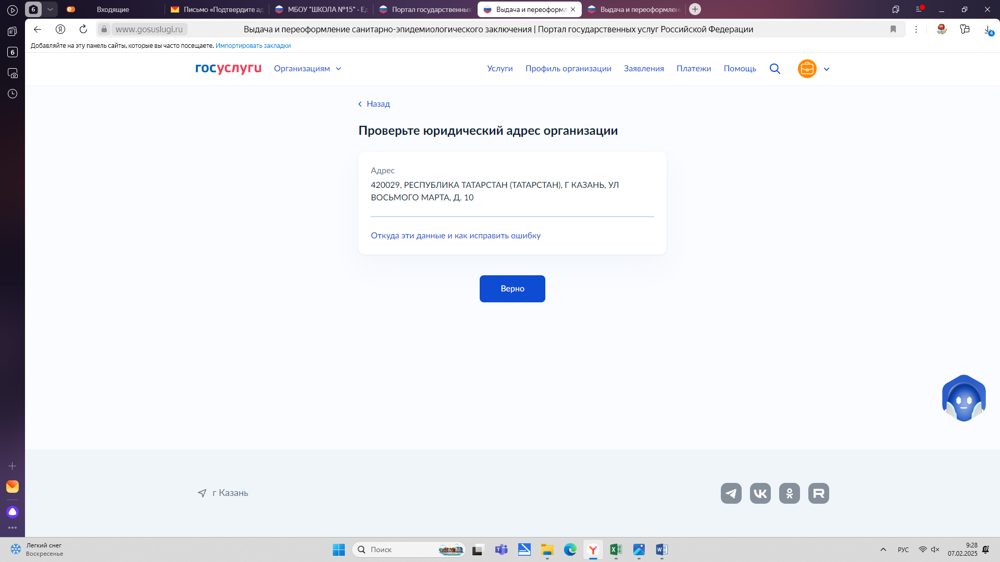 6
Входящие
Письмо «Подтвердите ад
МБОУ "ШКОЛА №15" - Ед
Портал государственных
Выдача и переоформл
Выдача и переоформлен
www.gosuslugi.ru
Выдача и переоформление санитарно-эпидемиологического заключения | Портал государственных услуг Российской Федерации
4
Добавляйте на эту панель сайты, которые вы часто посещаете. Импортировать закладки
6
госуслуги
Организациям
Услуги
Профиль организации
Заявления
Платежи
Помощь
Назад
Проверьте юридический адрес организации
Адрес
420029, РЕСПУБЛИКА ТАТАРСТАН (ТАТАРСТАН), Г КАЗАНЬ, УЛ
ВОСЬМОГО МАРТА, Д. 10
Откуда эти данные и как исправить ошибку
Верно
г Казань
Легкий снег
Воскресенье
Поиск
РУС
9:28
07.02.2025